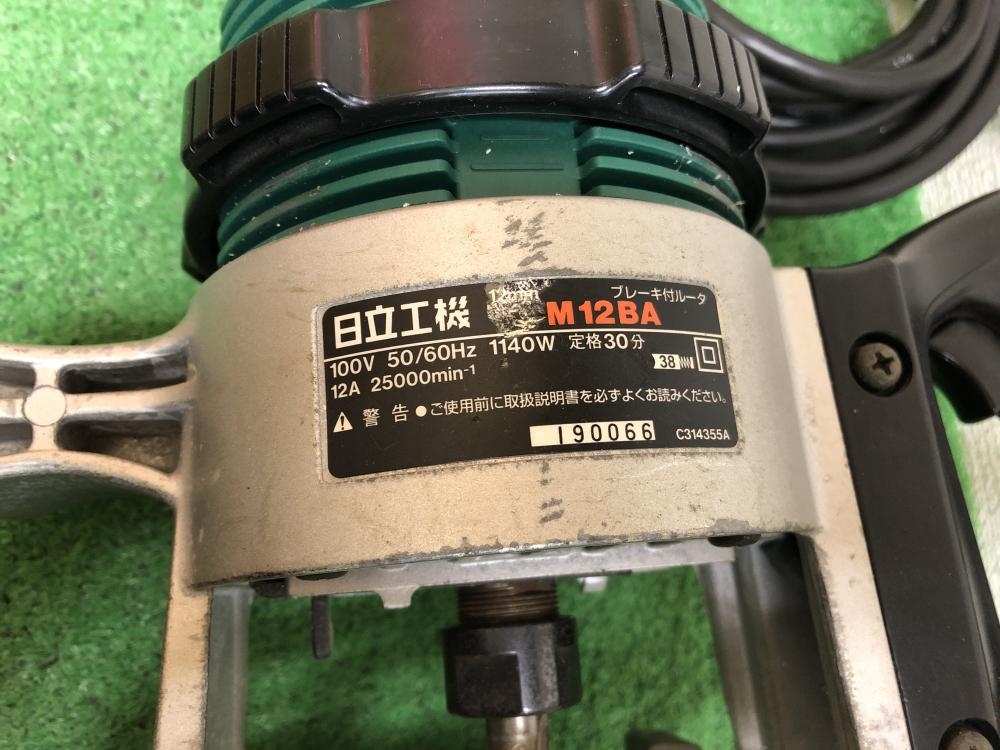 ブレーキ付ルータ
日立工機 12mm M12BA
100V 50/60Hz 1140W 定格30分
12A 25000min-1
38
警告 ●ご使用前に取扱説明書を必ずよくお読みください。
190066 C314355A